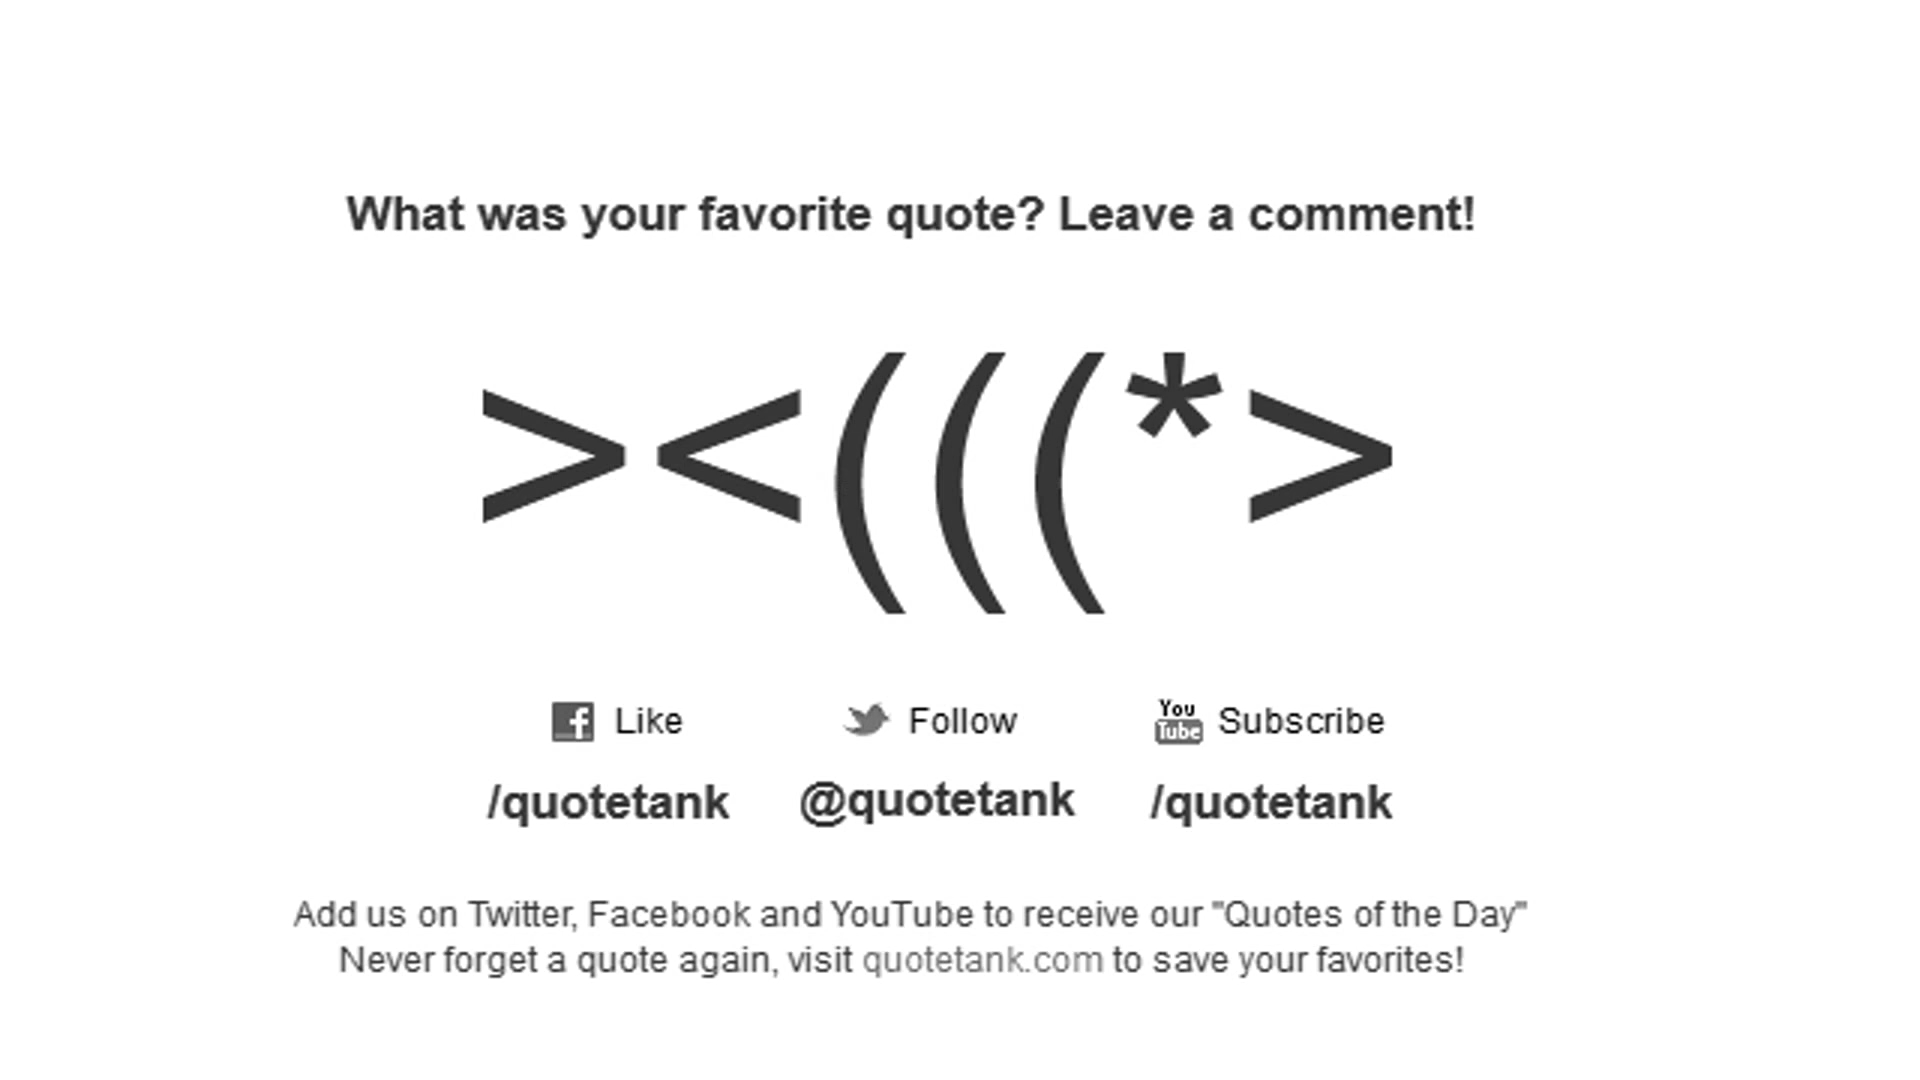 What was your favorite quote? Leave a comment!
><(((*>
f Like Follow You Tube Subscribe
/quotetank @quotetank /quotetank
Add us on Twitter, Facebook and YouTube to receive our "Quotes of the Day"
Never forget a quote again, visit quotetank.com to save your favorites!